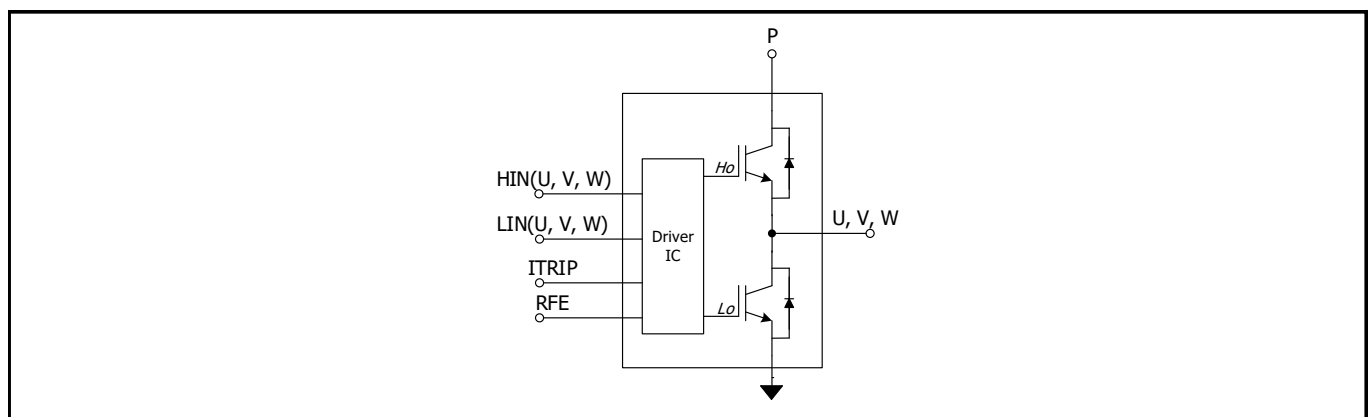 P
HIN(U, V, W)
Ho
LIN(U, V, W)
U, V, W
Driver
IC
ITRIP
RFE
Lo